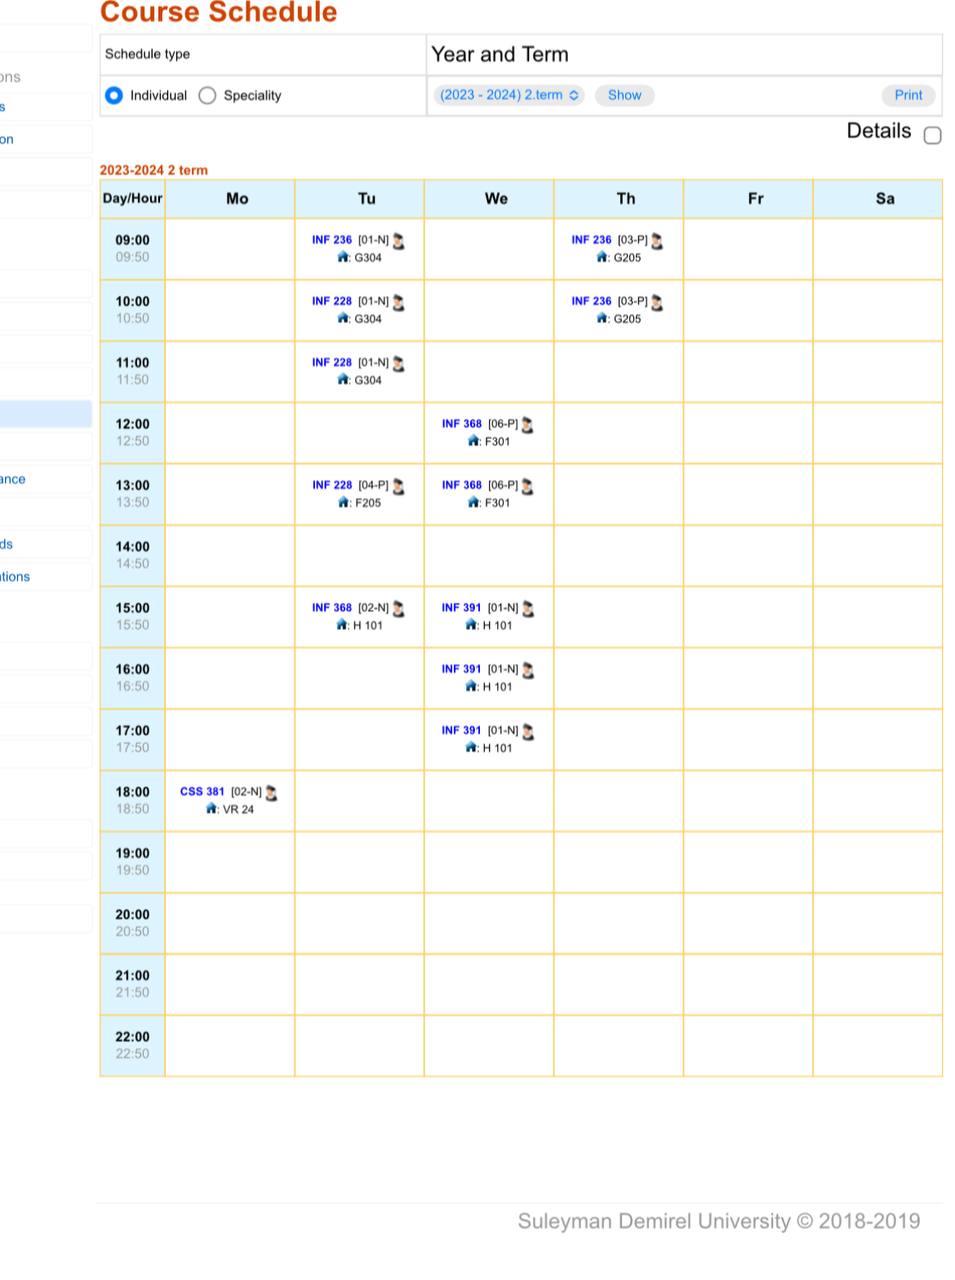 Course Schedule
Schedule type
Year and Term
Individual
Speciality
(2023 - 2024) 2.term
Show
Print
Details
ons
s
on
ance
ds
tions
2023-2024 2 term
Day/Hour Mo Tu We Th Fr Sa
09:00
09:50
INF 236 [01-N]
: G304
INF 236 [03-P]
: G205
10:00
10:50
INF 228 [01-N]
: G304
INF 236 [03-P]
: G205
11:00
11:50
INF 228 [01-N]
: G304
12:00
12:50
INF 368 [06-P]
: F301
13:00
13:50
INF 228 [04-P]
: F205
INF 368 [06-P]
: F301
14:00
14:50
15:00
15:50
INF 368 [02-N]
: H 101
INF 391 [01-N]
: H 101
16:00
16:50
INF 391 [01-N]
: H 101
17:00
17:50
INF 391 [01-N]
: H 101
18:00
18:50
CSS 381 [02-N]
: VR 24
19:00
19:50
20:00
20:50
21:00
21:50
22:00
22:50
Suleyman Demirel University © 2018-2019